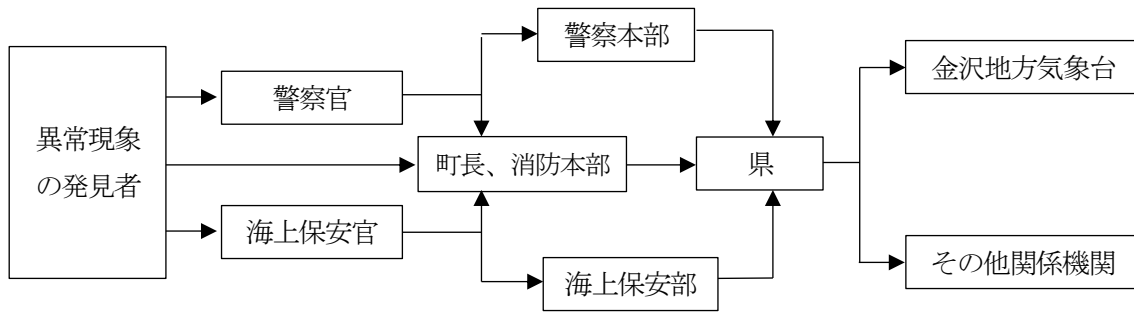 異常現象
の発見者
警察官
海上保安官
警察本部
町長、消防本部
海上保安部
県
金沢地方気象台
その他関係機関